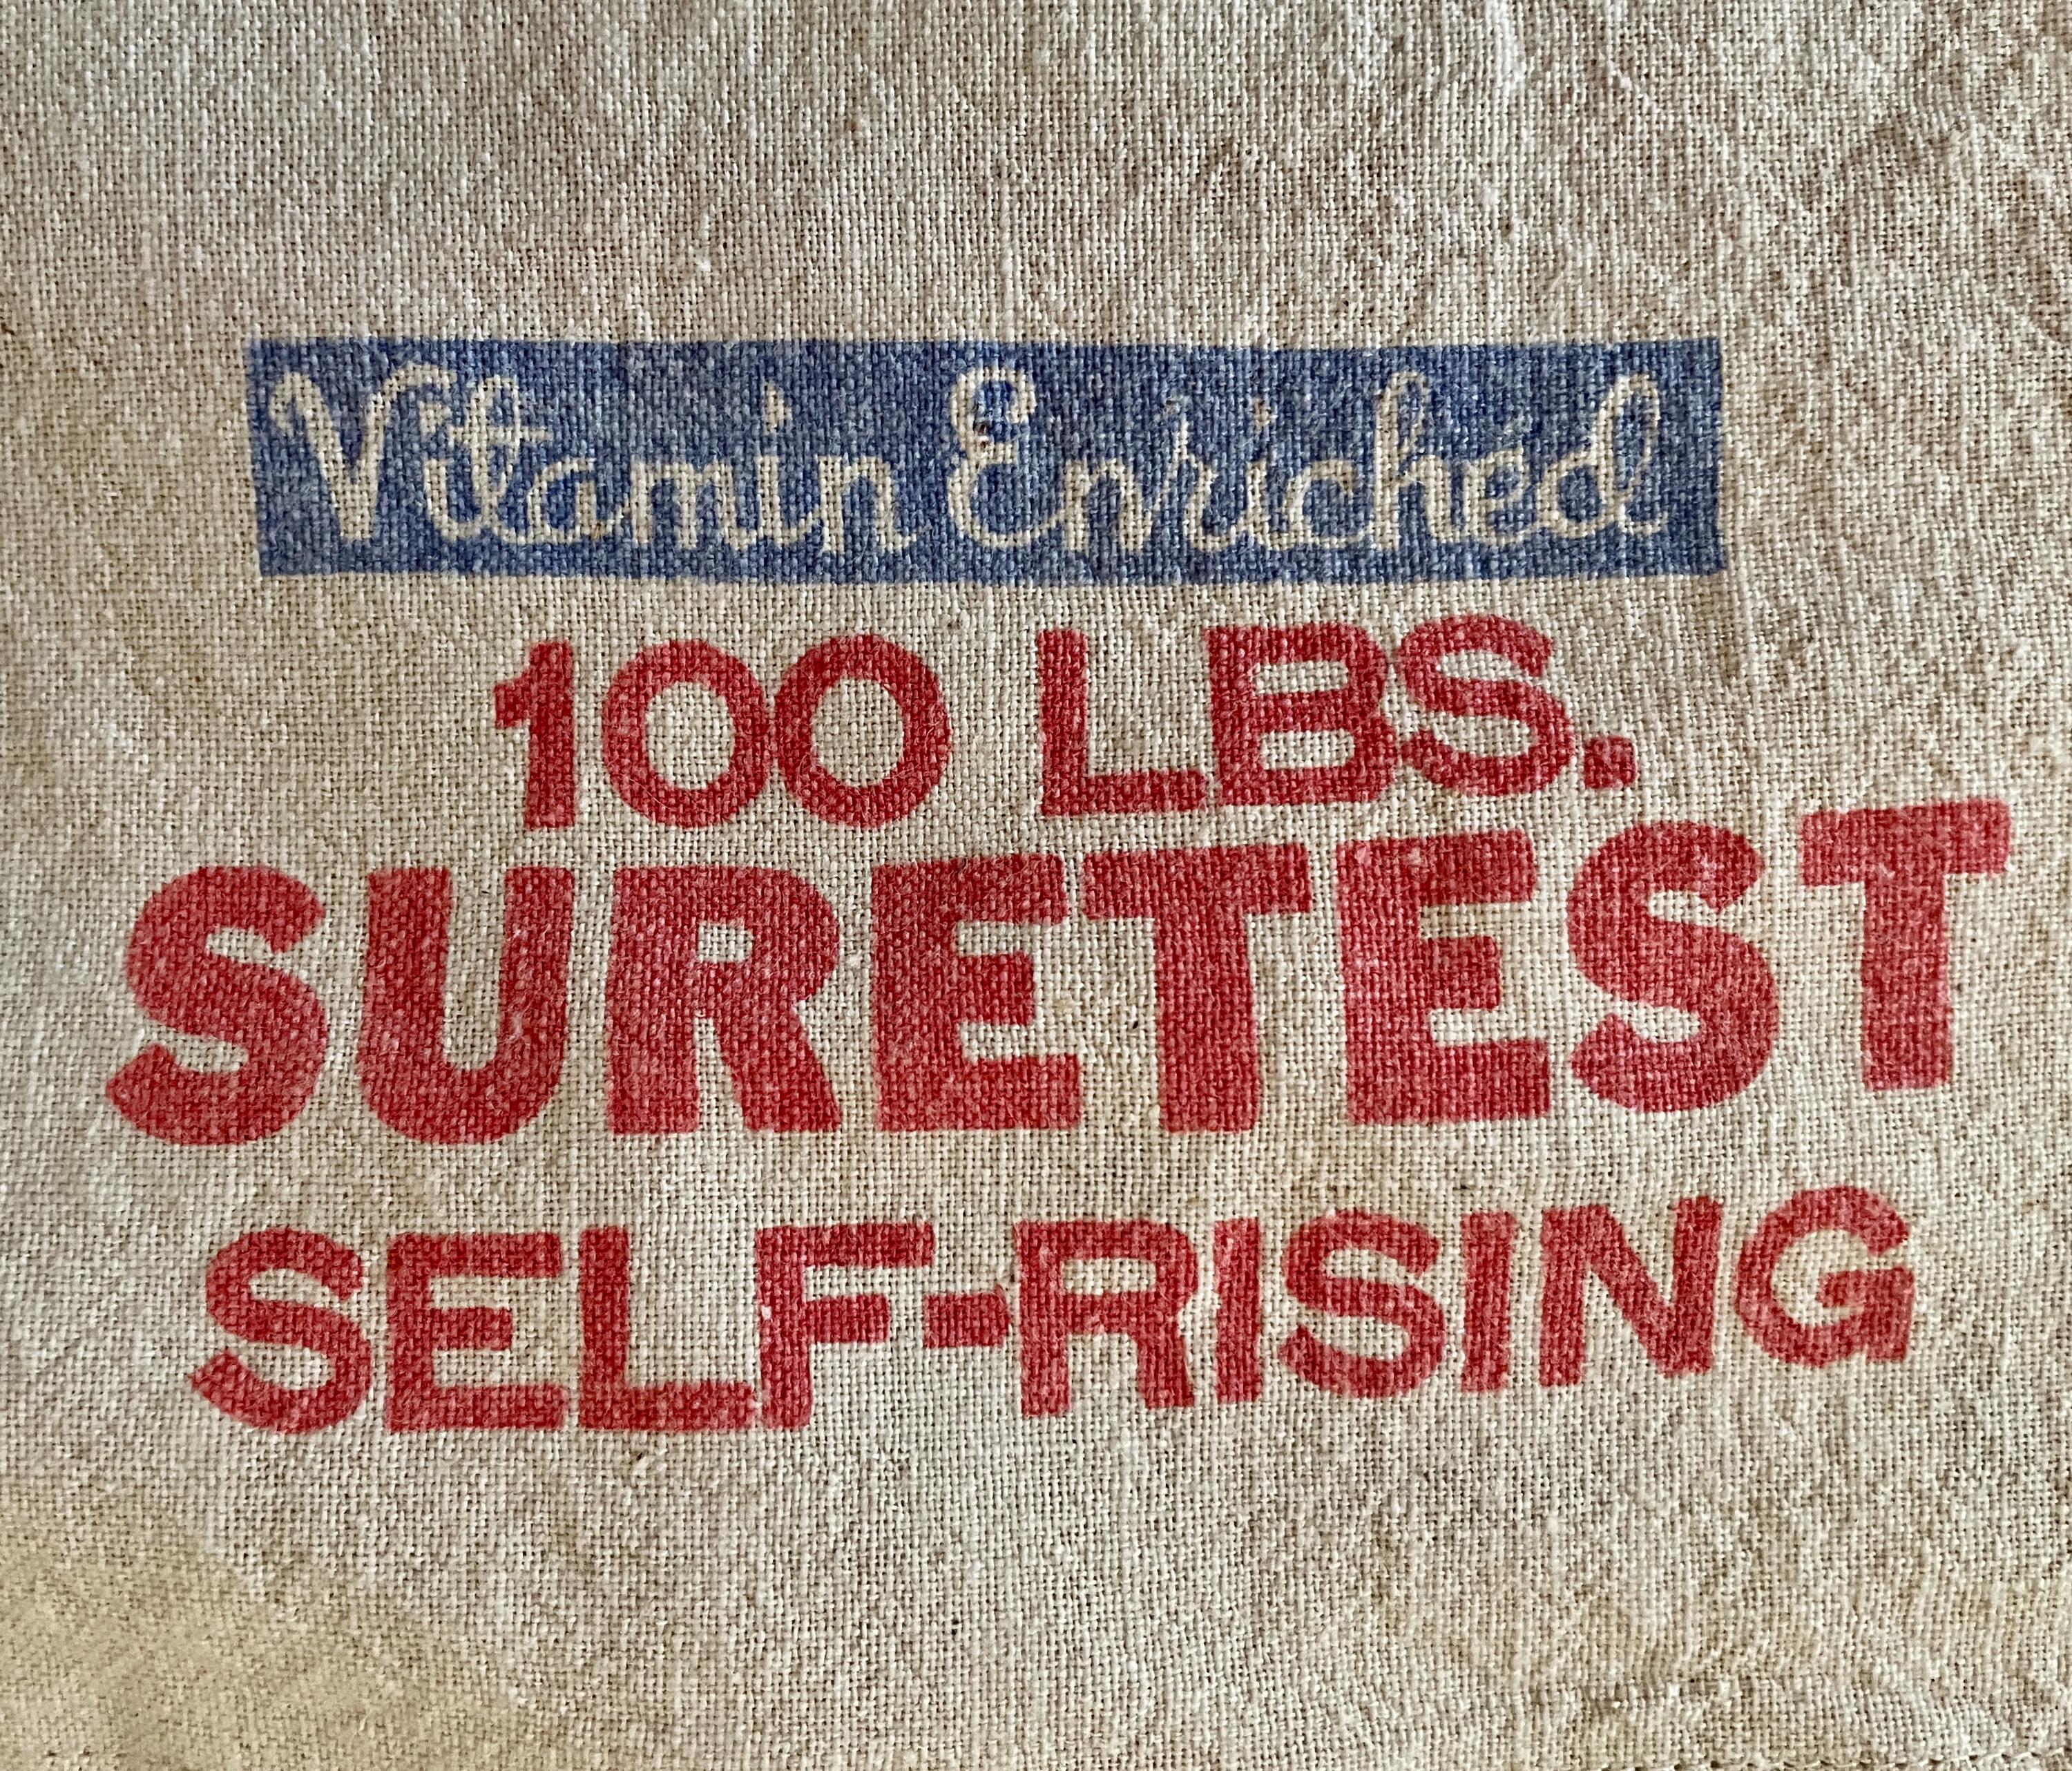 Vitamin Enriched
100 LBS.
SURETEST
SELF-RISING